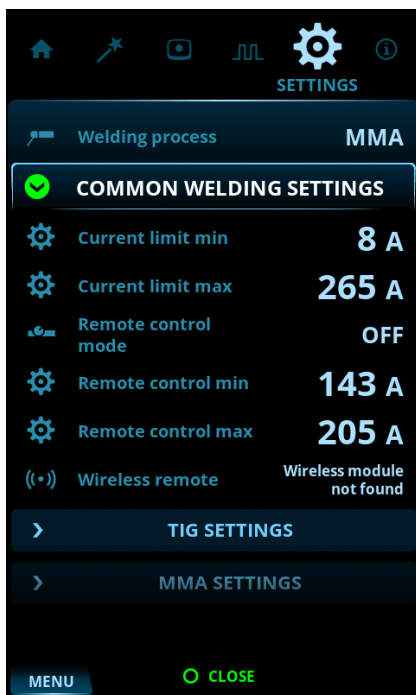 SETTINGS
Welding process MMA
COMMON WELDING SETTINGS
Current limit min 8 A
Current limit max 265 A
Remote control
mode OFF
Remote control min 143 A
Remote control max 205 A
Wireless remote Wireless module
not found
TIG SETTINGS
MMA SETTINGS
MENU CLOSE